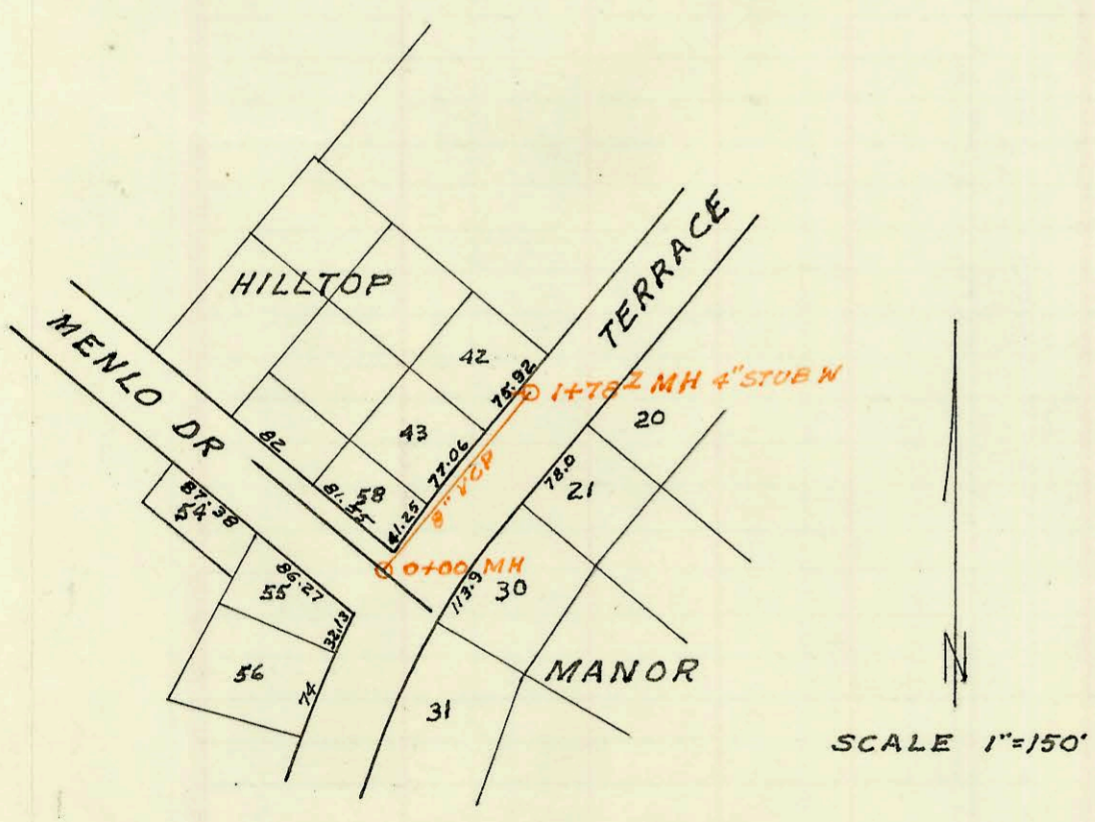 HILLTOP
TERRACE
MENLO DR
42
75.92
1+78² MH 4" STUB W
20
82
43
77.06
8" VCP
78.0
21
81.35
58
41.25
87.38
54
0+00 MH
86.27
55
113.9
30
32.13
56
74
MANOR
31
N
SCALE 1"=150'